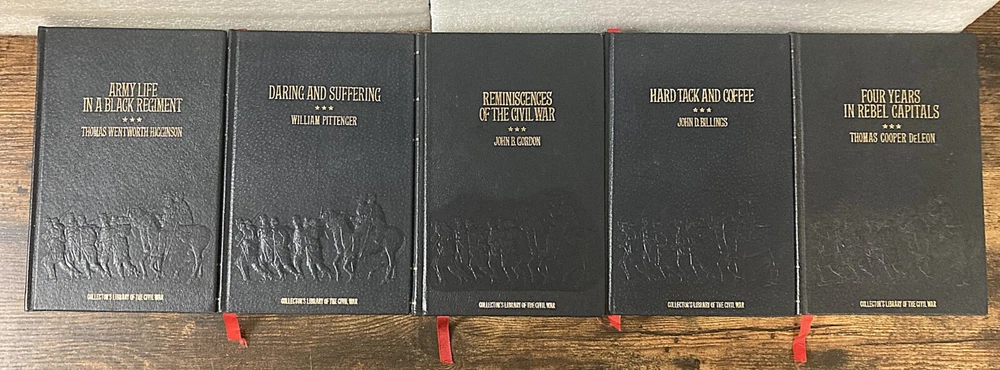 ARMY LIFE
IN A BLACK REGIMENT
★★★
THOMAS WENTWORTH HIGGINSON
COLLECTOR'S LIBRARY OF THE CIVIL WAR
DARING AND SUFFERING
★★★
WILLIAM PITTENGER
COLLECTOR'S LIBRARY OF THE CIVIL WAR
REMINISCENCES
OF THE CIVIL WAR
★★★
JOHN B. GORDON
COLLECTOR'S LIBRARY OF THE CIVIL WAR
HARD TACK AND COFFEE
★★★
JOHN D. BILLINGS
COLLECTOR'S LIBRARY OF THE CIVIL WAR
FOUR YEARS
IN REBEL CAPITALS
★★★
THOMAS COOPER DeLEON
COLLECTOR'S LIBRARY OF THE CIVIL WAR